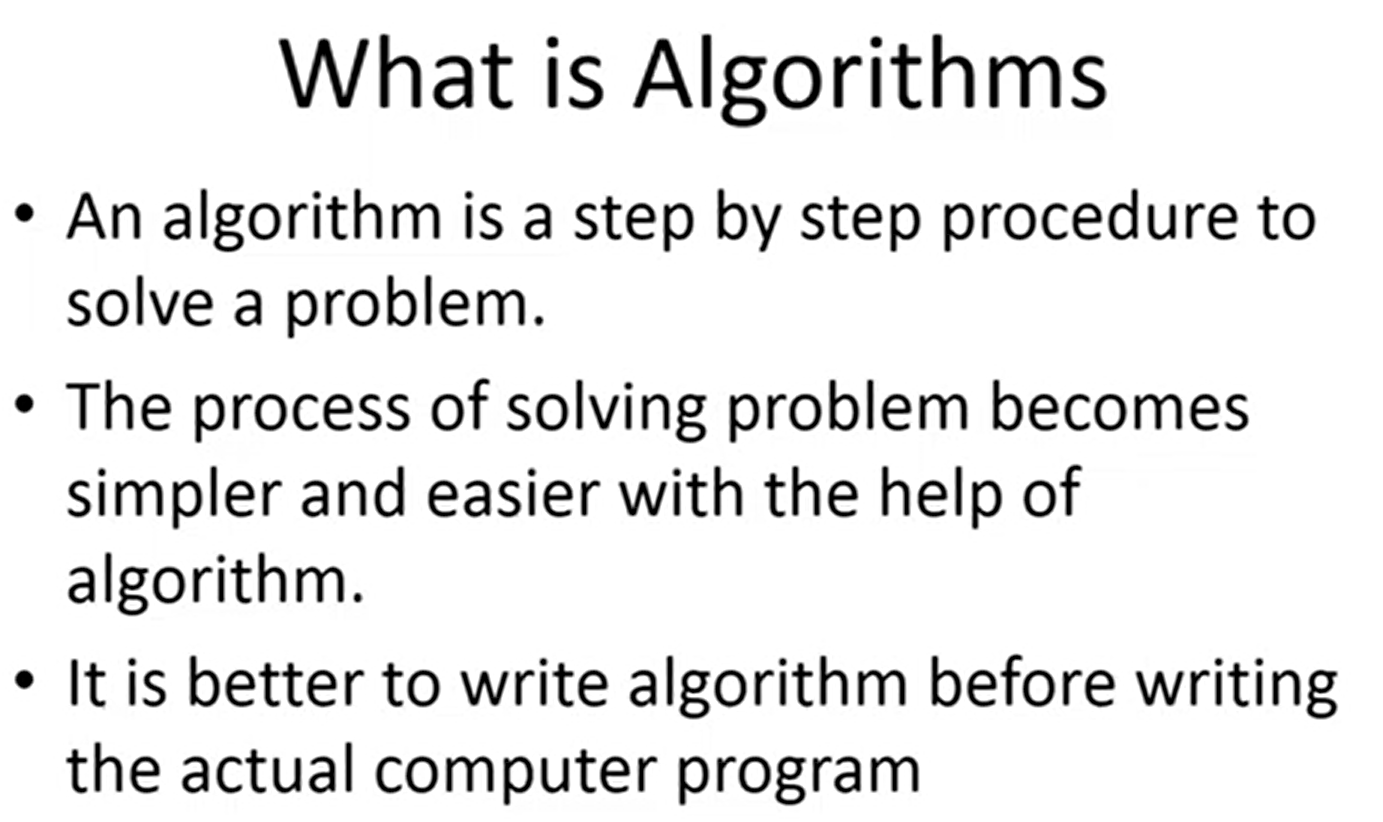 What is Algorithms
• An algorithm is a step by step procedure to
solve a problem.
• The process of solving problem becomes
simpler and easier with the help of
algorithm.
• It is better to write algorithm before writing
the actual computer program